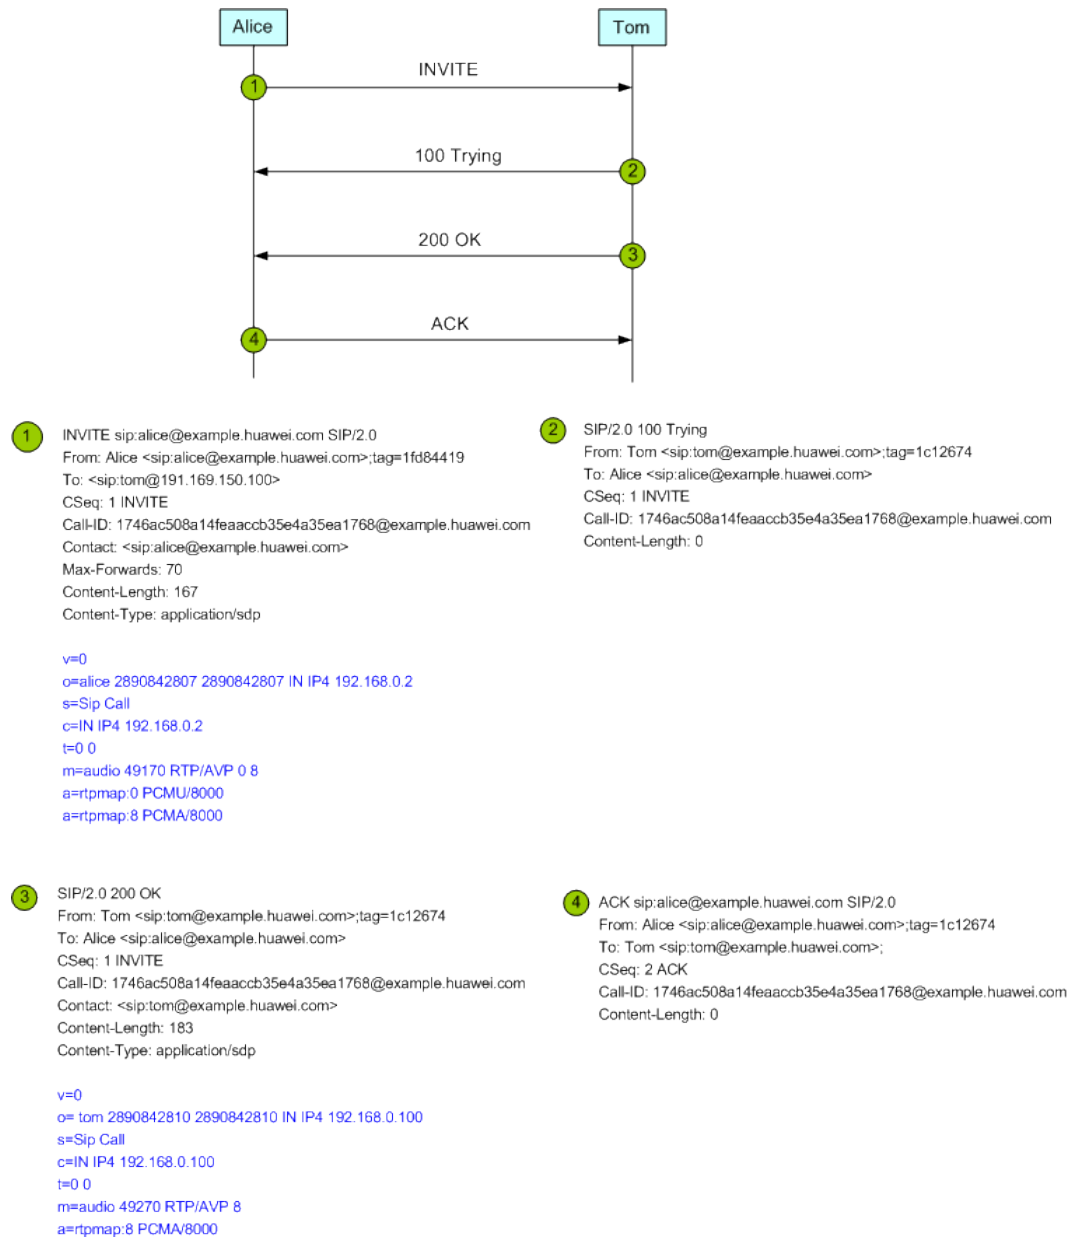 Alice
Tom
INVITE
1
100 Trying
2
200 OK
3
ACK
4
1
INVITE sip:alice@example.huawei.com SIP/2.0
From: Alice <sip:alice@example.huawei.com>;tag=1fd84419
To: <sip:tom@191.169.150.100>
CSeq: 1 INVITE
Call-ID: 1746ac508a14feaaccb35e4a35ea1768@example.huawei.com
Contact: <sip:alice@example.huawei.com>
Max-Forwards: 70
Content-Length: 167
Content-Type: application/sdp
v=0
o=alice 2890842807 2890842807 IN IP4 192.168.0.2
s=Sip Call
c=IN IP4 192.168.0.2
t=0 0
m=audio 49170 RTP/AVP 0 8
a=rtpmap:0 PCMU/8000
a=rtpmap:8 PCMA/8000
2
SIP/2.0 100 Trying
From: Tom <sip:tom@example.huawei.com>;tag=1c12674
To: Alice <sip:alice@example.huawei.com>
CSeq: 1 INVITE
Call-ID: 1746ac508a14feaaccb35e4a35ea1768@example.huawei.com
Content-Length: 0
3
SIP/2.0 200 OK
From: Tom <sip:tom@example.huawei.com>;tag=1c12674
To: Alice <sip:alice@example.huawei.com>
CSeq: 1 INVITE
Call-ID: 1746ac508a14feaaccb35e4a35ea1768@example.huawei.com
Contact: <sip:tom@example.huawei.com>
Content-Length: 183
Content-Type: application/sdp
v=0
o= tom 2890842810 2890842810 IN IP4 192.168.0.100
s=Sip Call
c=IN IP4 192.168.0.100
t=0 0
m=audio 49270 RTP/AVP 8
a=rtpmap:8 PCMA/8000
4
ACK sip:alice@example.huawei.com SIP/2.0
From: Alice <sip:alice@example.huawei.com>;tag=1c12674
To: Tom <sip:tom@example.huawei.com>;
CSeq: 2 ACK
Call-ID: 1746ac508a14feaaccb35e4a35ea1768@example.huawei.com
Content-Length: 0